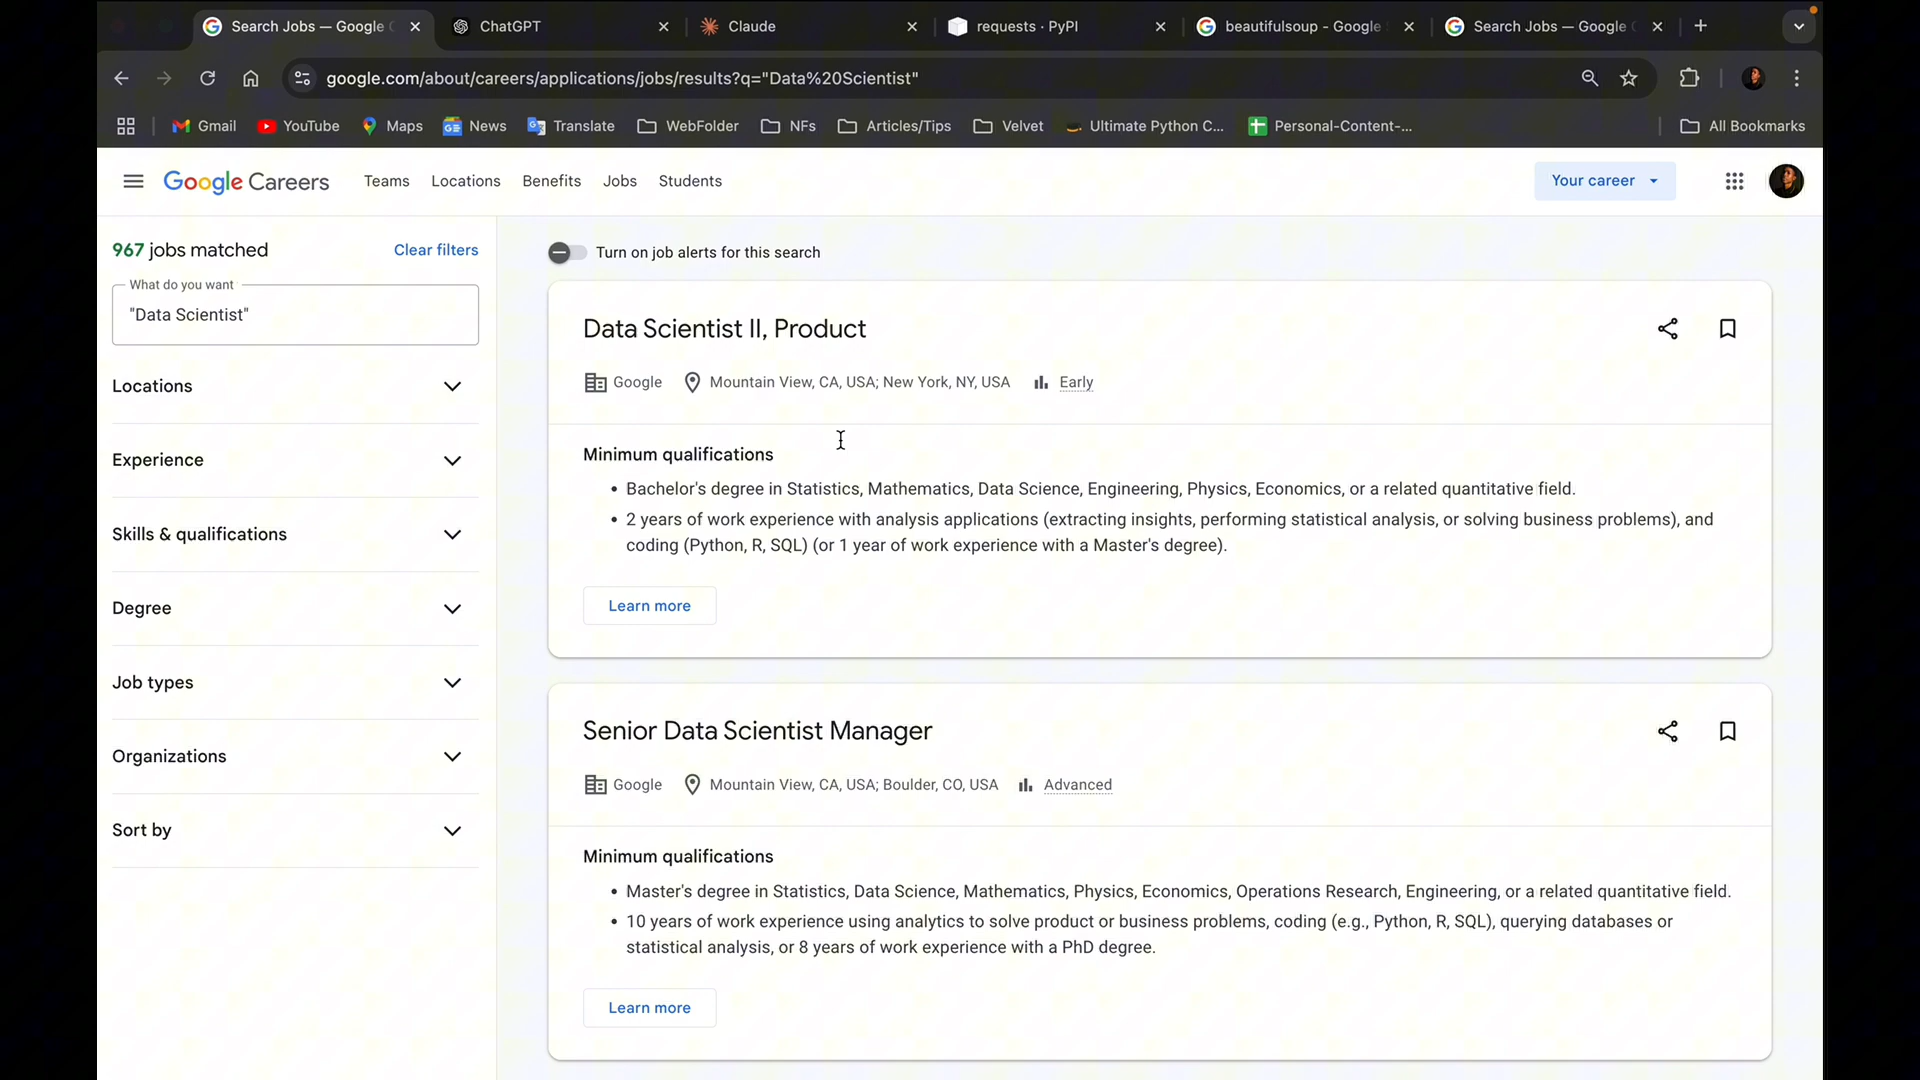 Search Jobs — Google C
ChatGPT
Claude
requests · PyPI
beautifulsoup - Google
Search Jobs — Google
google.com/about/careers/applications/jobs/results?q="Data%20Scientist"
Gmail YouTube Maps News Translate WebFolder NFs Articles/Tips Velvet Ultimate Python C... Personal-Content-... All Bookmarks
Google Careers Teams Locations Benefits Jobs Students Your career
967 jobs matched Clear filters
What do you want
"Data Scientist"
Locations
Experience
Skills & qualifications
Degree
Job types
Organizations
Sort by
Turn on job alerts for this search
Data Scientist II, Product
Google Mountain View, CA, USA; New York, NY, USA Early
Minimum qualifications
• Bachelor's degree in Statistics, Mathematics, Data Science, Engineering, Physics, Economics, or a related quantitative field.
• 2 years of work experience with analysis applications (extracting insights, performing statistical analysis, or solving business problems), and
coding (Python, R, SQL) (or 1 year of work experience with a Master's degree).
Learn more
Senior Data Scientist Manager
Google Mountain View, CA, USA; Boulder, CO, USA Advanced
Minimum qualifications
• Master's degree in Statistics, Data Science, Mathematics, Physics, Economics, Operations Research, Engineering, or a related quantitative field.
• 10 years of work experience using analytics to solve product or business problems, coding (e.g., Python, R, SQL), querying databases or
statistical analysis, or 8 years of work experience with a PhD degree.
Learn more